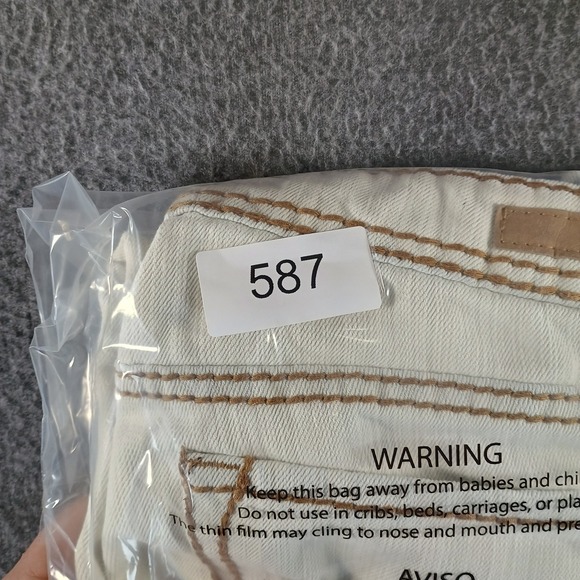 587
WARNING
Keep this bag away from babies and chi
Do not use in cribs, beds, carriages, or pla
The thin film may cling to nose and mouth and pre
AVISO